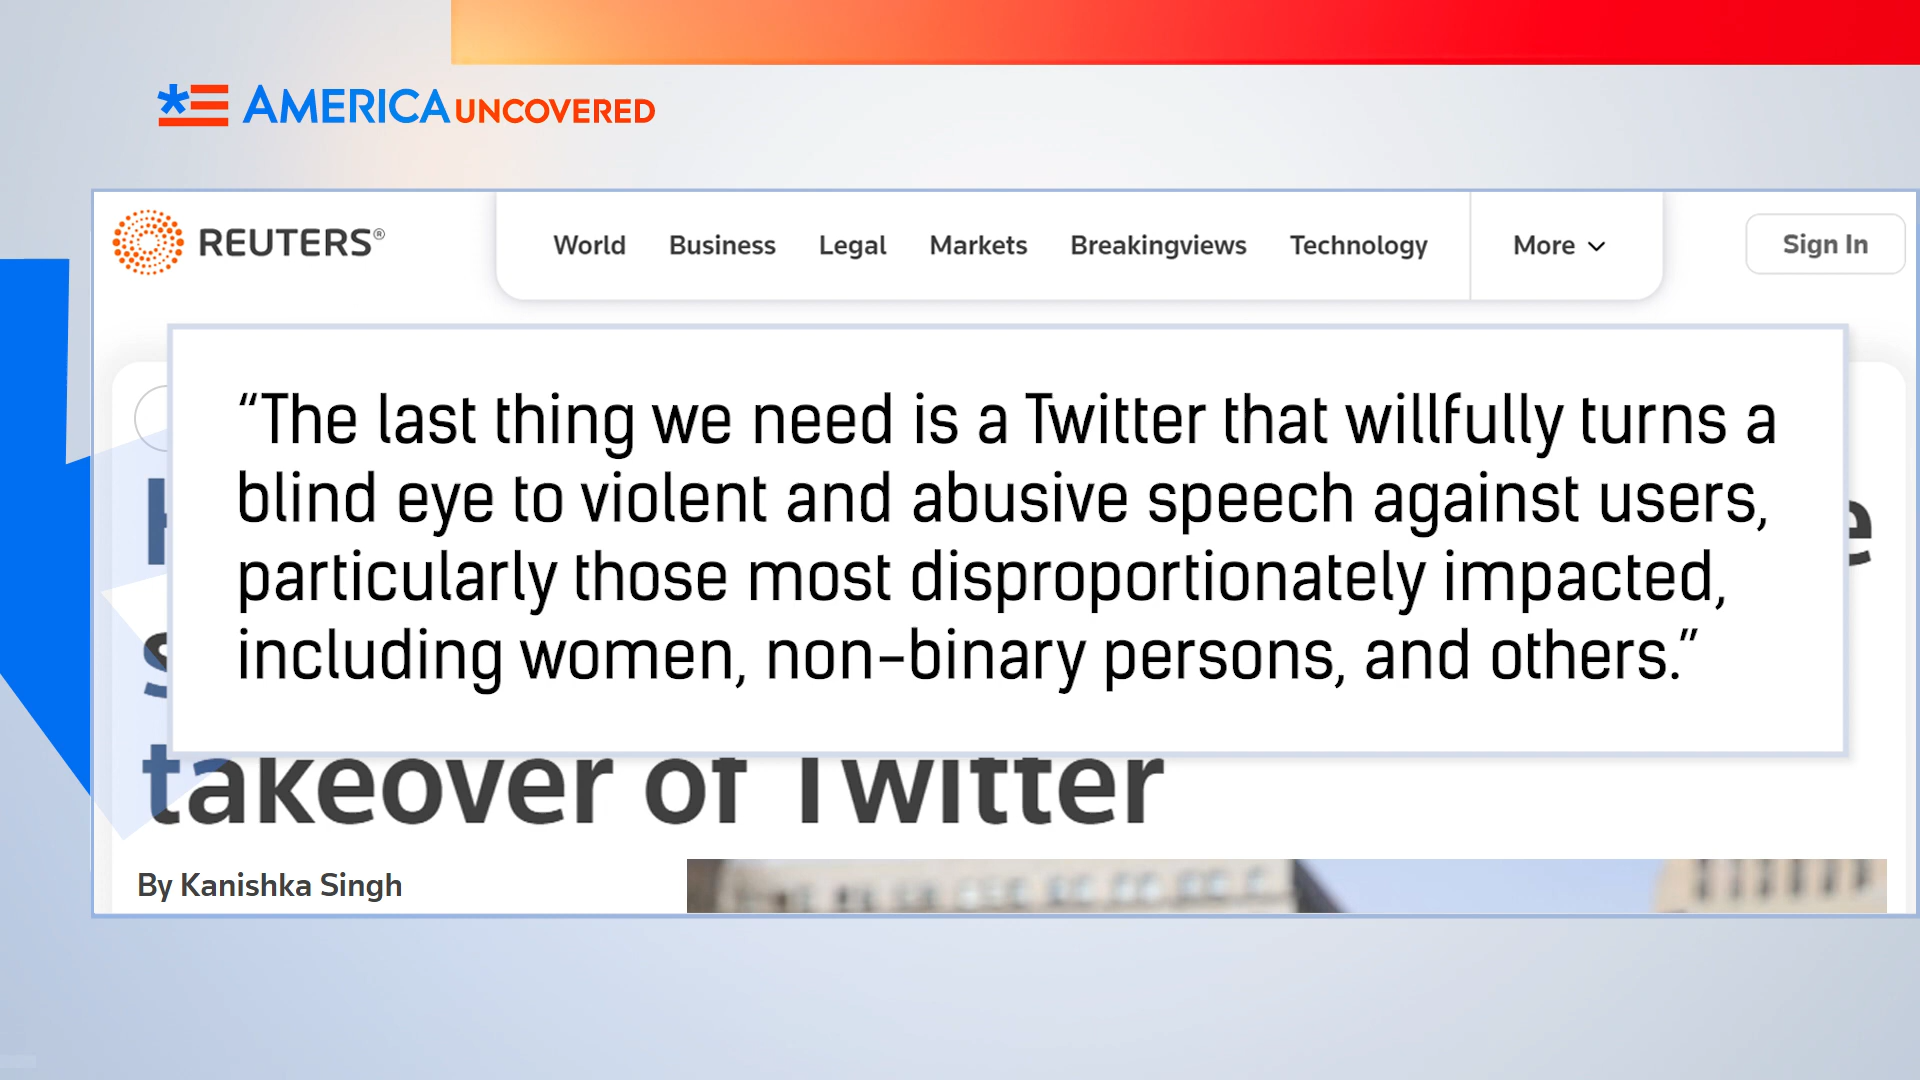 AMERICA UNCOVERED
REUTERS®
World Business Legal Markets Breakingviews Technology More Sign In
“The last thing we need is a Twitter that willfully turns a
blind eye to violent and abusive speech against users,
particularly those most disproportionately impacted,
including women, non-binary persons, and others.”
takeover of Twitter
By Kanishka Singh